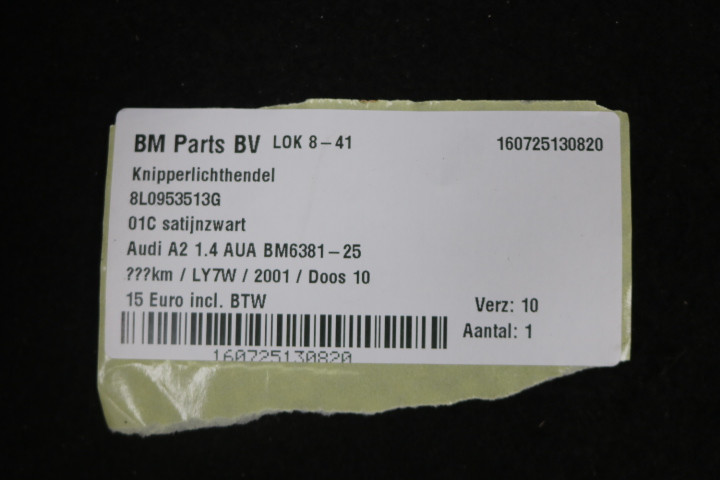 BM Parts BV LOK 8-41 160725130820
Knipperlichthendel
8L0953513G
01C satijnzwart
Audi A2 1.4 AUA BM6381-25
???km / LY7W / 2001 / Doos 10
15 Euro incl. BTW Verz: 10
Aantal: 1
160725130820